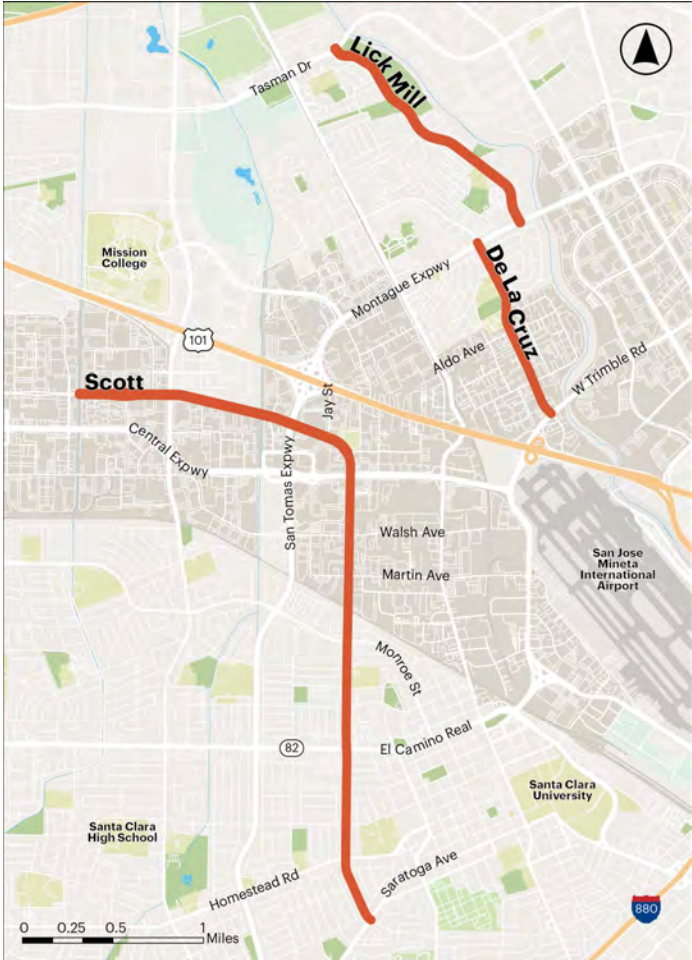 Lick Mill
Tasman Dr
Mission
College
De La Cruz
Montague Expwy
101
Aldo Ave
W Trimble Rd
Scott
Jay St
Central Expwy
San Tomas Expwy
Walsh Ave
San Jose
Mineta
International
Airport
Martin Ave
Monroe St
82
El Camino Real
Santa Clara
University
Santa Clara
High School
Saratoga Ave
Homestead Rd
880
0 0.25 0.5 1
Miles